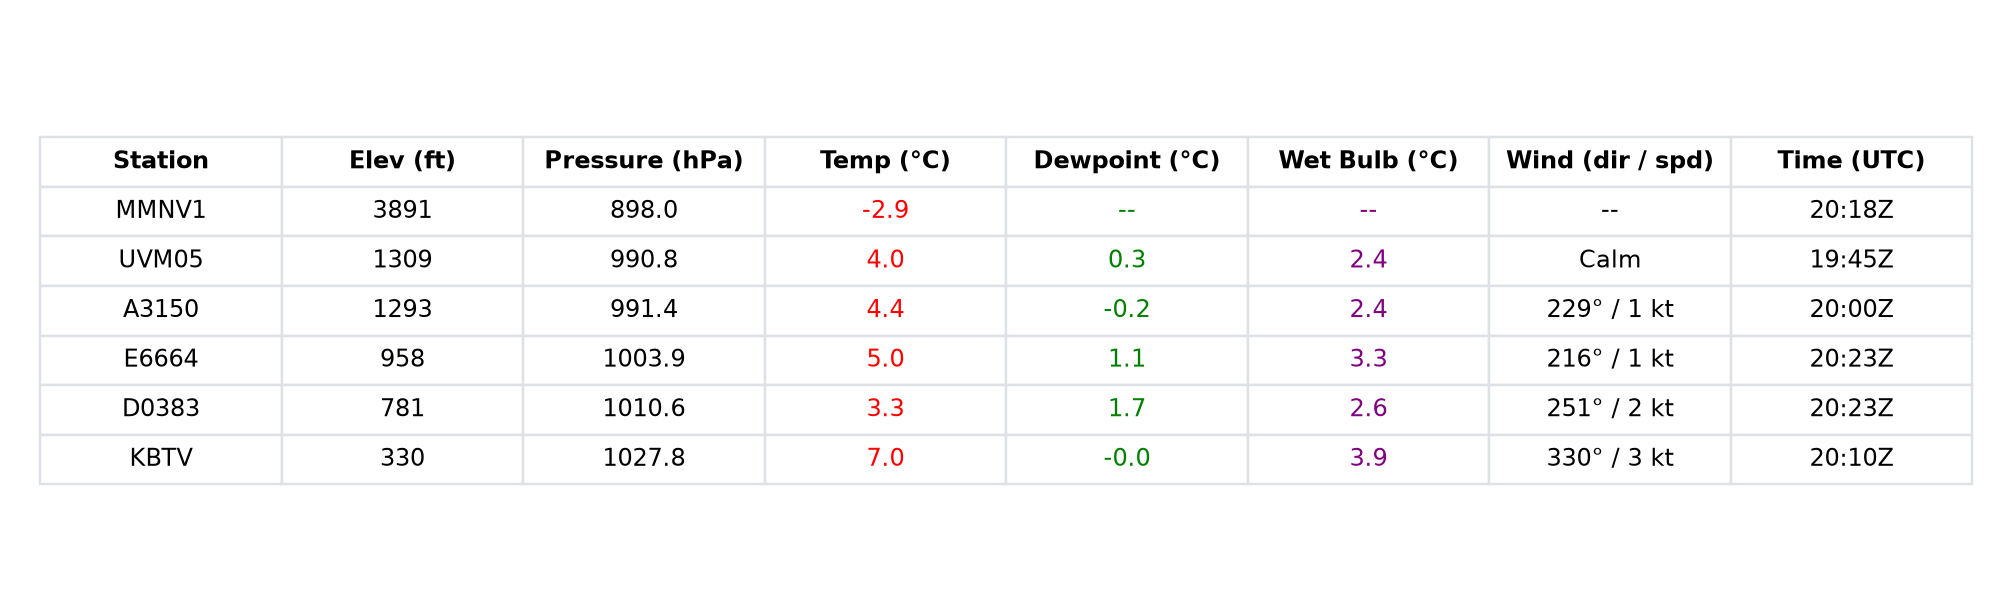 Station Elev (ft) Pressure (hPa) Temp (°C) Dewpoint (°C) Wet Bulb (°C) Wind (dir / spd) Time (UTC)
MMNV1 3891 898.0 -2.9 -- -- -- 20:18Z
UVM05 1309 990.8 4.0 0.3 2.4 Calm 19:45Z
A3150 1293 991.4 4.4 -0.2 2.4 229° / 1 kt 20:00Z
E6664 958 1003.9 5.0 1.1 3.3 216° / 1 kt 20:23Z
D0383 781 1010.6 3.3 1.7 2.6 251° / 2 kt 20:23Z
KBTV 330 1027.8 7.0 -0.0 3.9 330° / 3 kt 20:10Z